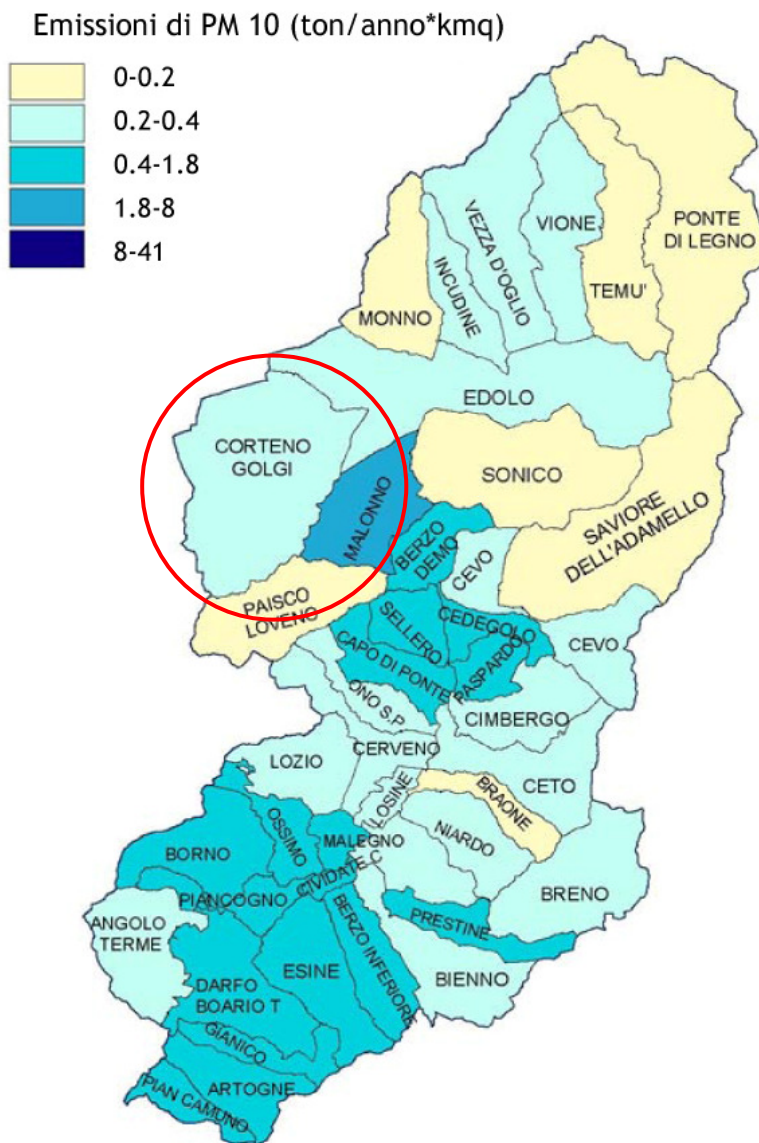 Emissioni di PM 10 (ton/anno*kmq)
0-0.2
0.2-0.4
0.4-1.8
1.8-8
8-41
VEZZA D'OGLIO
VIONE
PONTE
DI LEGNO
INCUDINE
TEMU'
MONNO
EDOLO
CORTENO
GOLGI
SONICO
MALONNO
SAVIORE
DELL'ADAMELLO
BERZO
DEMO
CEVO
PAISCO
LOVENO
SELLERO
CEDEGOLO
CEVO
CAPO DI PONTE
PASPARDO
ONO S.P.
CIMBERGO
CERVENO
LOZIO
CETO
LOSINE
BRAONE
OSSIMO
MALEGNO
NIARDO
BORNO
CIVIDATE C
BRENO
PIANCOGNO
PRESTINE
ANGOLO
TERME
BERZO INFERIORE
ESINE
BIENNO
DARFO
BOARIO T
GIANICO
ARTOGNE
PIAN CAMUNO